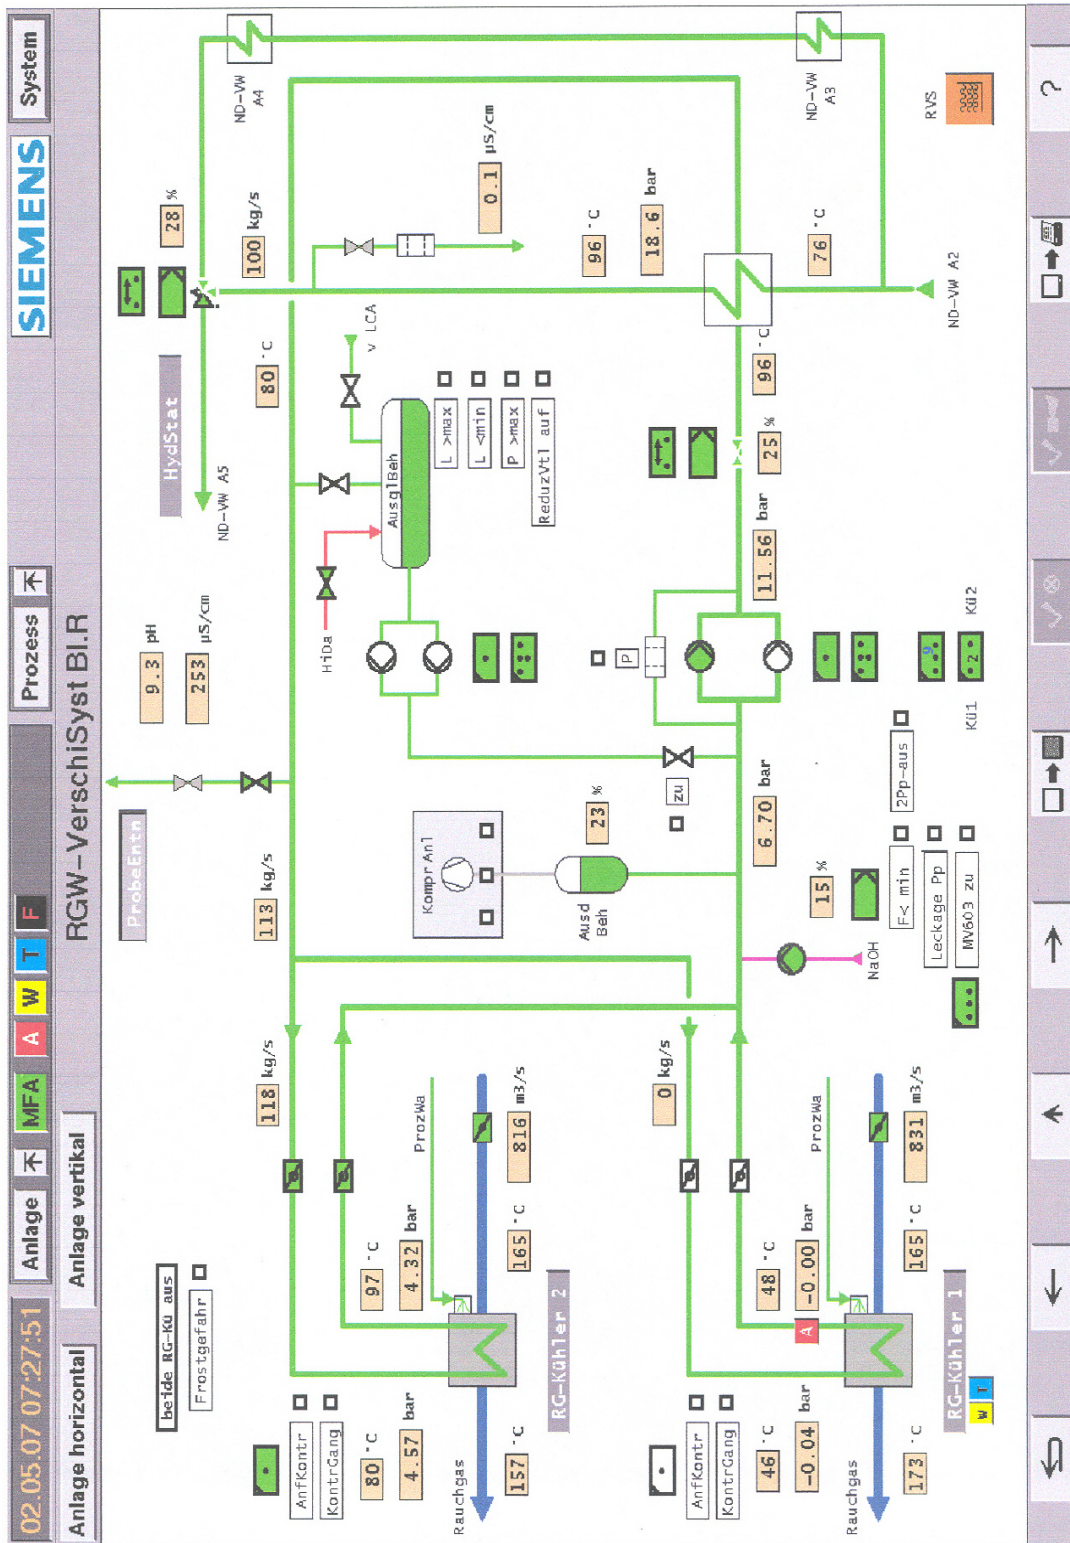 02.05.07 07:27:51
Anlage
MFA
A
W
T
F
Prozess
SIEMENS
System
Anlage horizontal
Anlage vertikal
RGW-VerschiSyst Bl.R
beide RG-Kü aus
Frostgefahr
ProbeEntn
9.3 pH
253 µS/cm
HydStat
ND-VW A5
28 %
100 kg/s
80 °C
ND-VW
A4
118 kg/s
113 kg/s
HiDa
AusglBeh
v LCA
0.1 µS/cm
L >max
L <min
P >max
ReduzVtl auf
AnfKontr
KontrGang
80 °C
4.57 bar
97 °C
4.32 bar
ProzWa
Rauchgas
157 °C
165 °C
816 m3/s
RG-Kühler 2
KomprAnl
Ausd
Beh
23 %
zu
P
96 °C
18.6 bar
6.70 bar
11.56 bar
25 %
96 °C
76 °C
ND-VW
A3
ND-VW A2
RVS
0 kg/s
NaOH
15 %
F< min
2Pp-aus
Leckage Pp
MV603 zu
Kü1
Kü2
9
2
AnfKontr
KontrGang
46 °C
-0.04 bar
48 °C
-0.00 bar
A
ProzWa
Rauchgas
173 °C
165 °C
831 m3/s
RG-Kühler 1
W
T
?